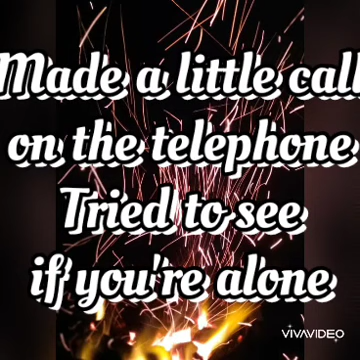 Made a little call
on the telephone
Tried to see
if you're alone
VIVAVIDEO